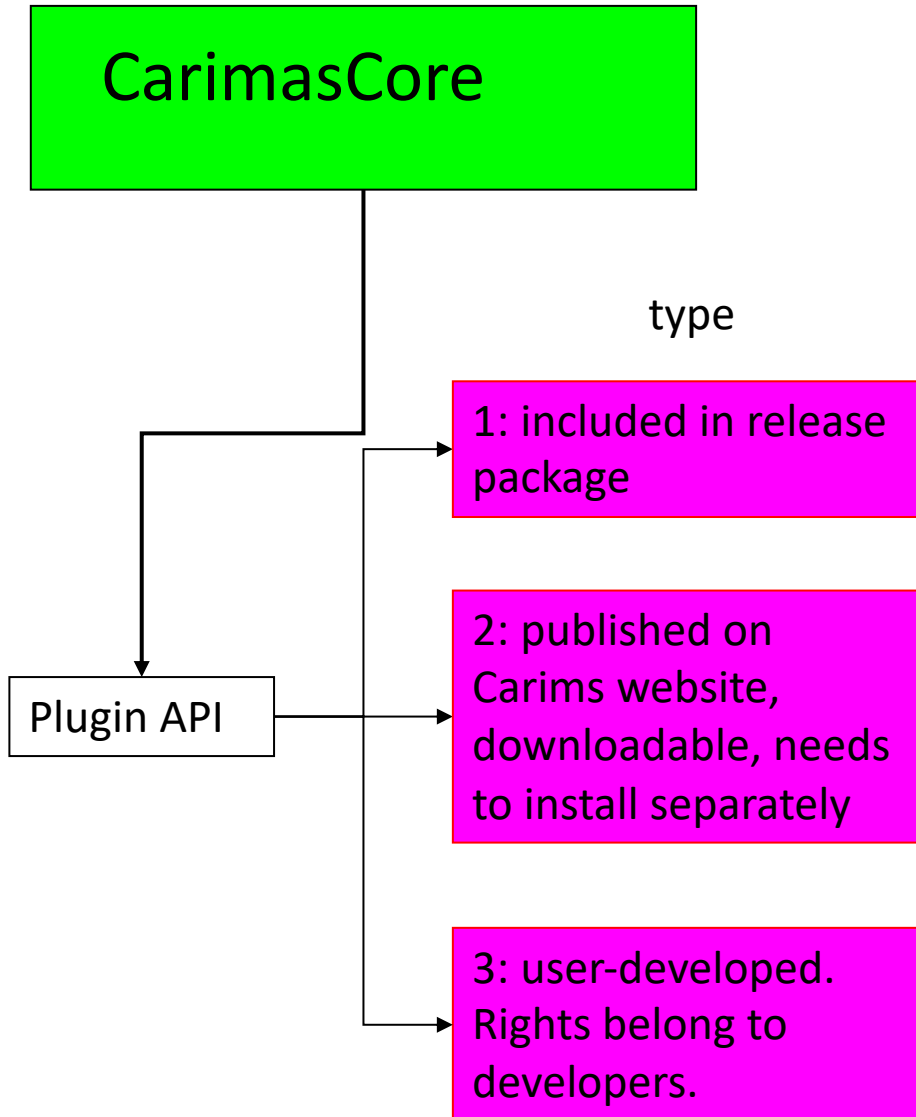 CarimasCore
type
1: included in release
package
2: published on
Carims website,
downloadable, needs
to install separately
Plugin API
3: user-developed.
Rights belong to
developers.